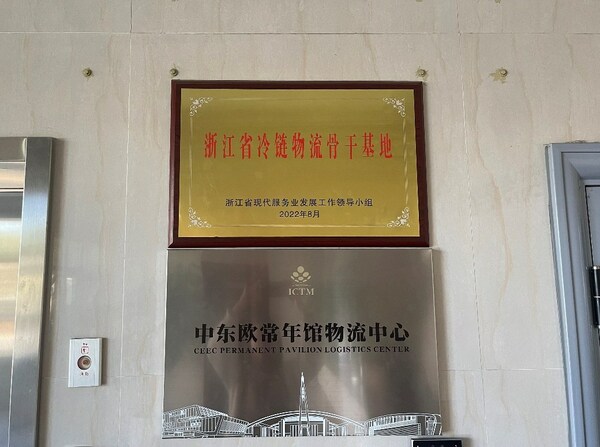 浙江省冷链物流骨干基地
浙江省现代服务业发展工作领导小组
2022年8月
ICTM
中东欧常年馆物流中心
CEEC PERMANENT PAVILION LOGISTICS CENTER